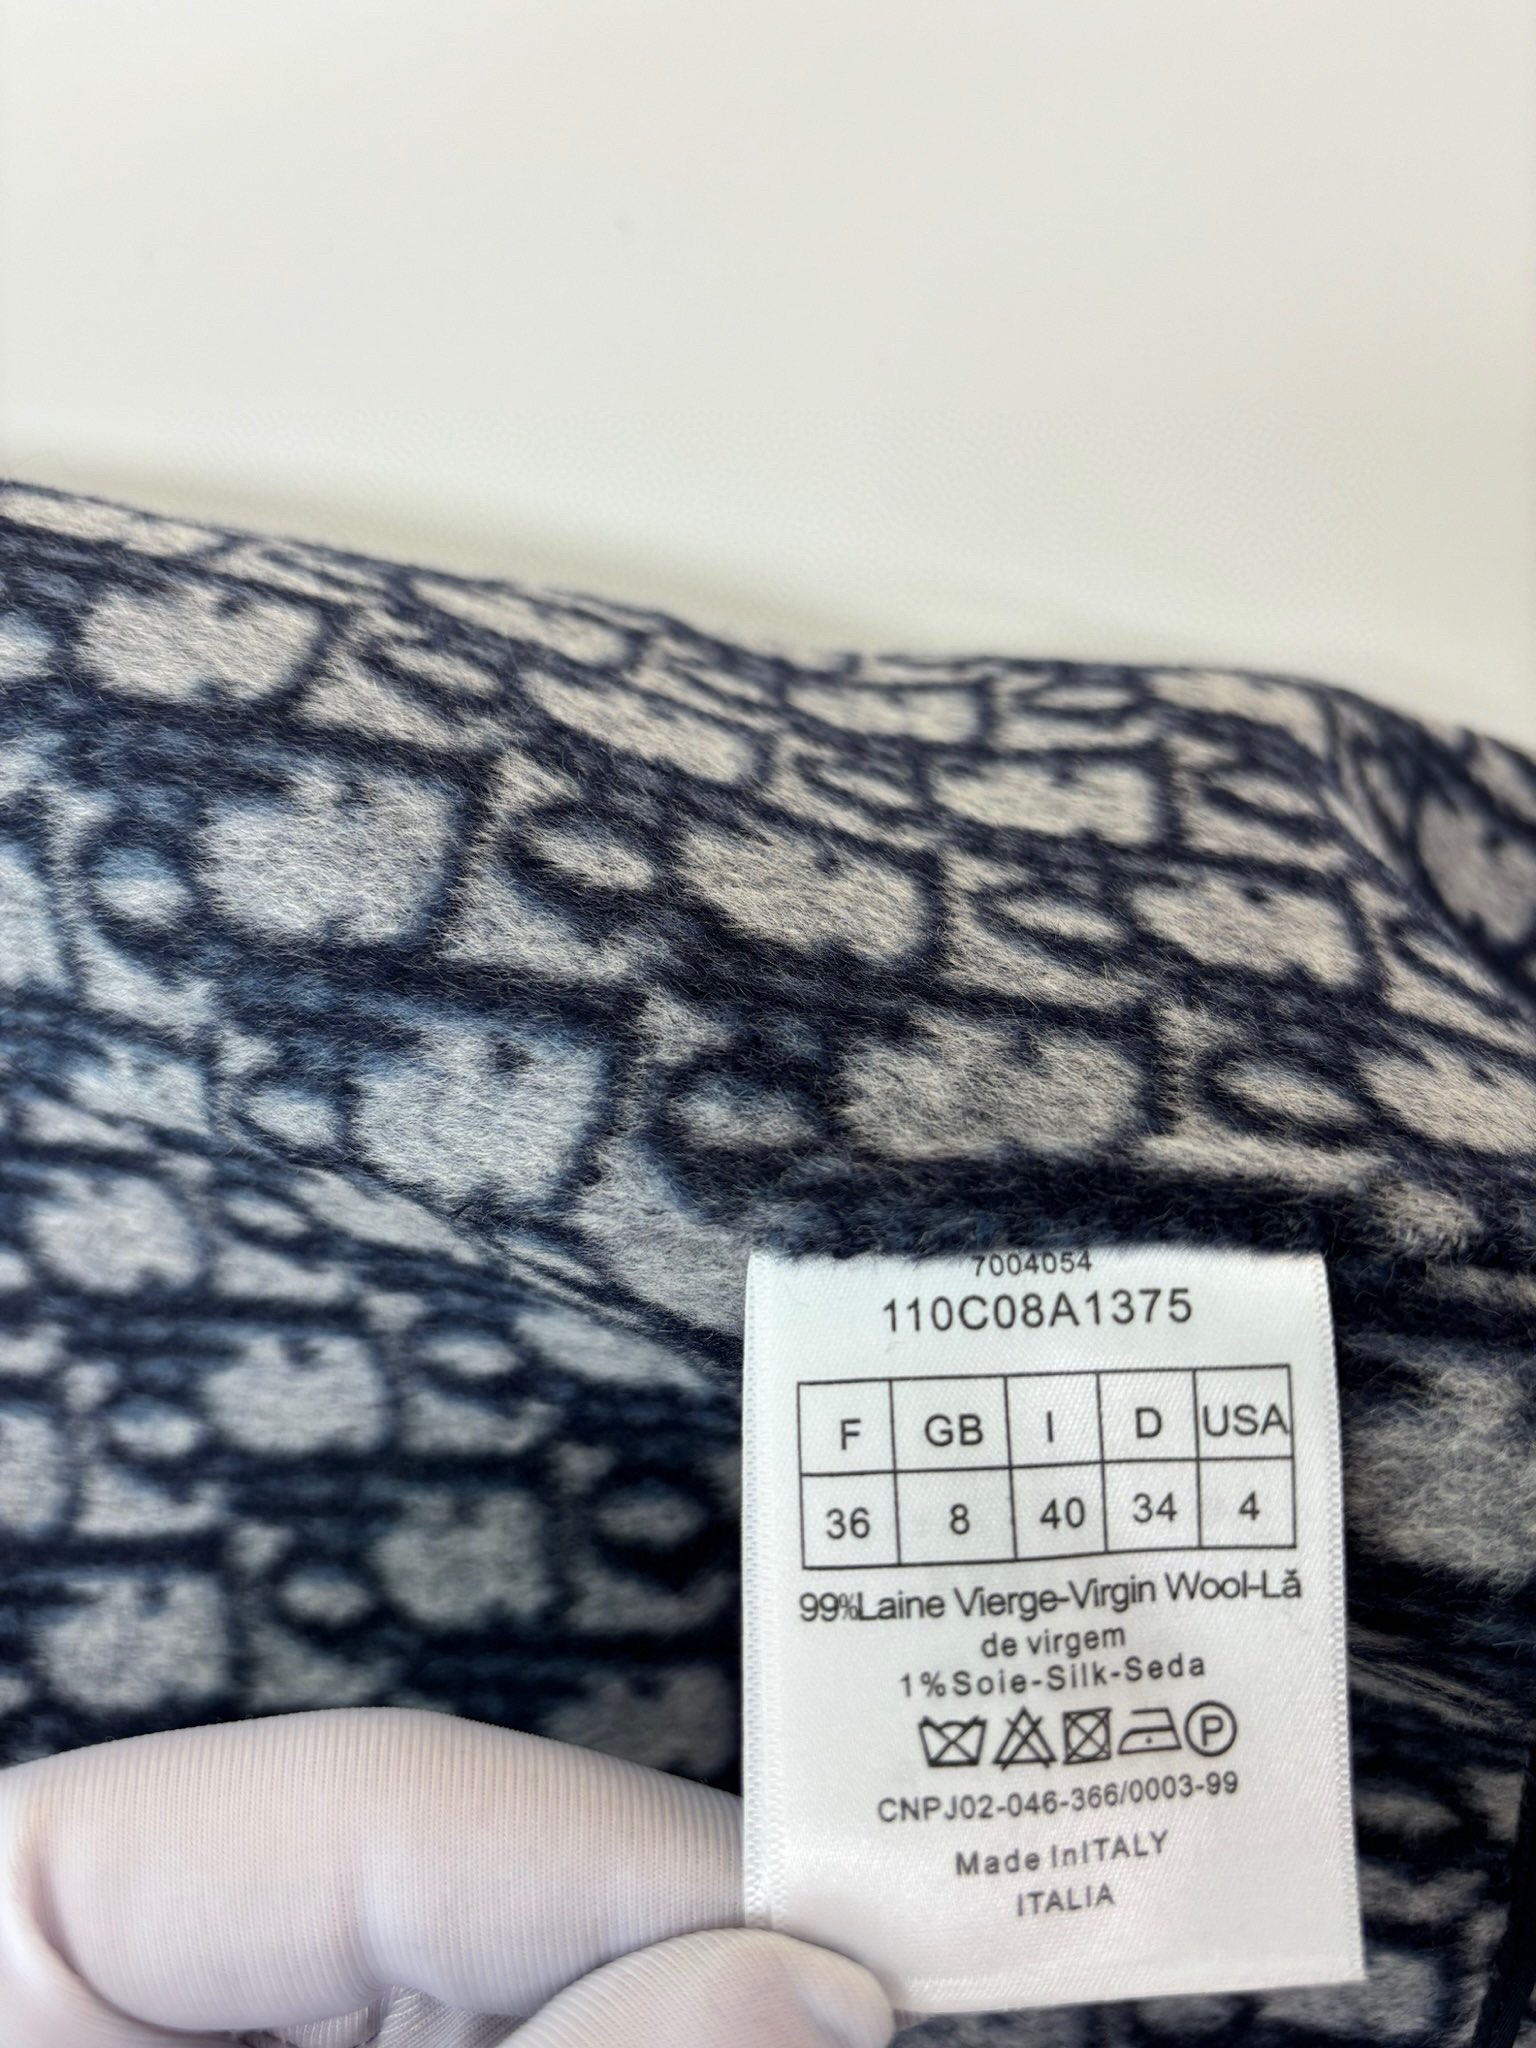 7004054
110C08A1375
F GB I D USA
36 8 40 34 4
99%Laine Vierge-Virgin Wool-Lă
de virgem
1%Soie-Silk-Seda
P
CNPJ02-046-366/0003-99
Made InITALY
ITALIA